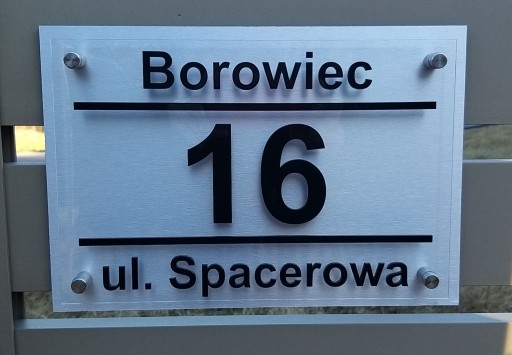 Borowiec
16
ul. Spacerowa